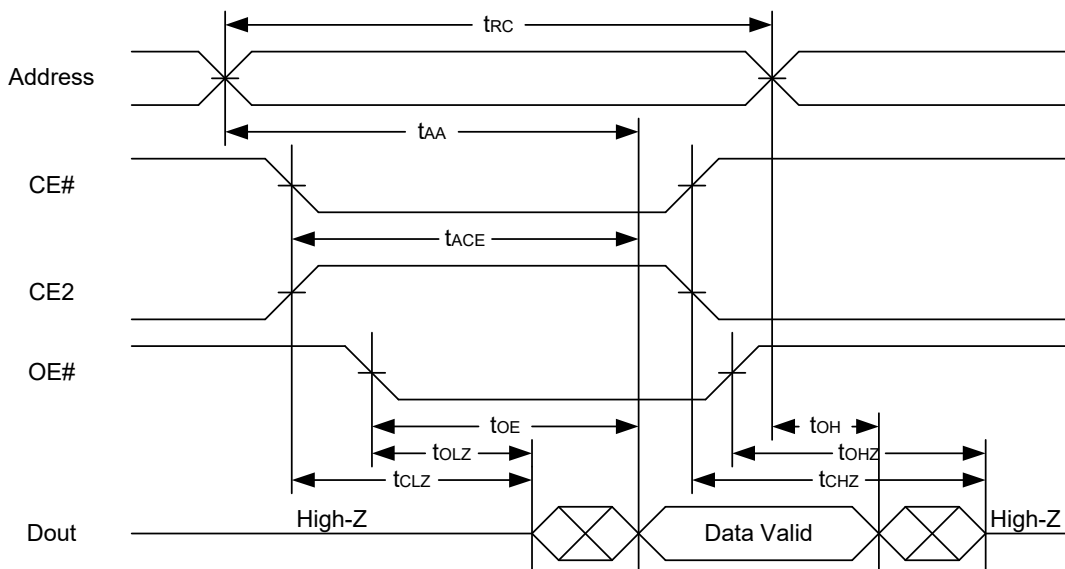 tRC
Address
tAA
CE#
tACE
CE2
OE#
tOE
tOH
tOLZ
tOHZ
tCLZ
tCHZ
High-Z
Dout
Data Valid
High-Z